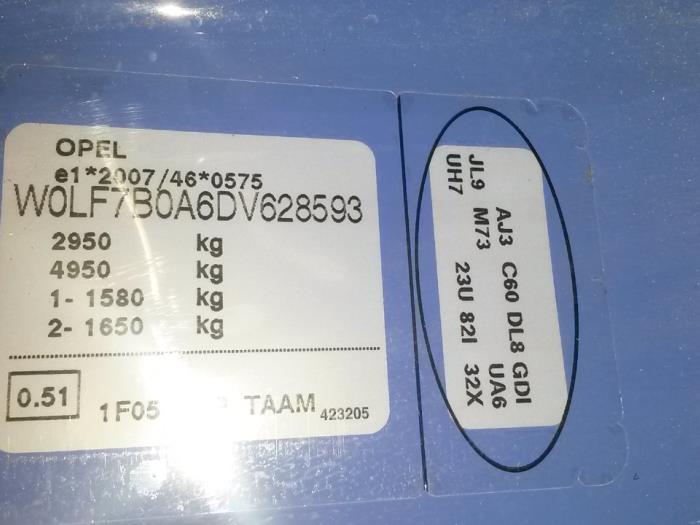 OPEL
e1*2007/46*0575
W0LF7B0A6DV628593
2950 kg
4950 kg
1- 1580 kg
2- 1650 kg
0.51 1F05 TAAM 423205
AJ3 C60 DL8 GDI
JL9 M73 UA6
UH7 23U 82I 32X